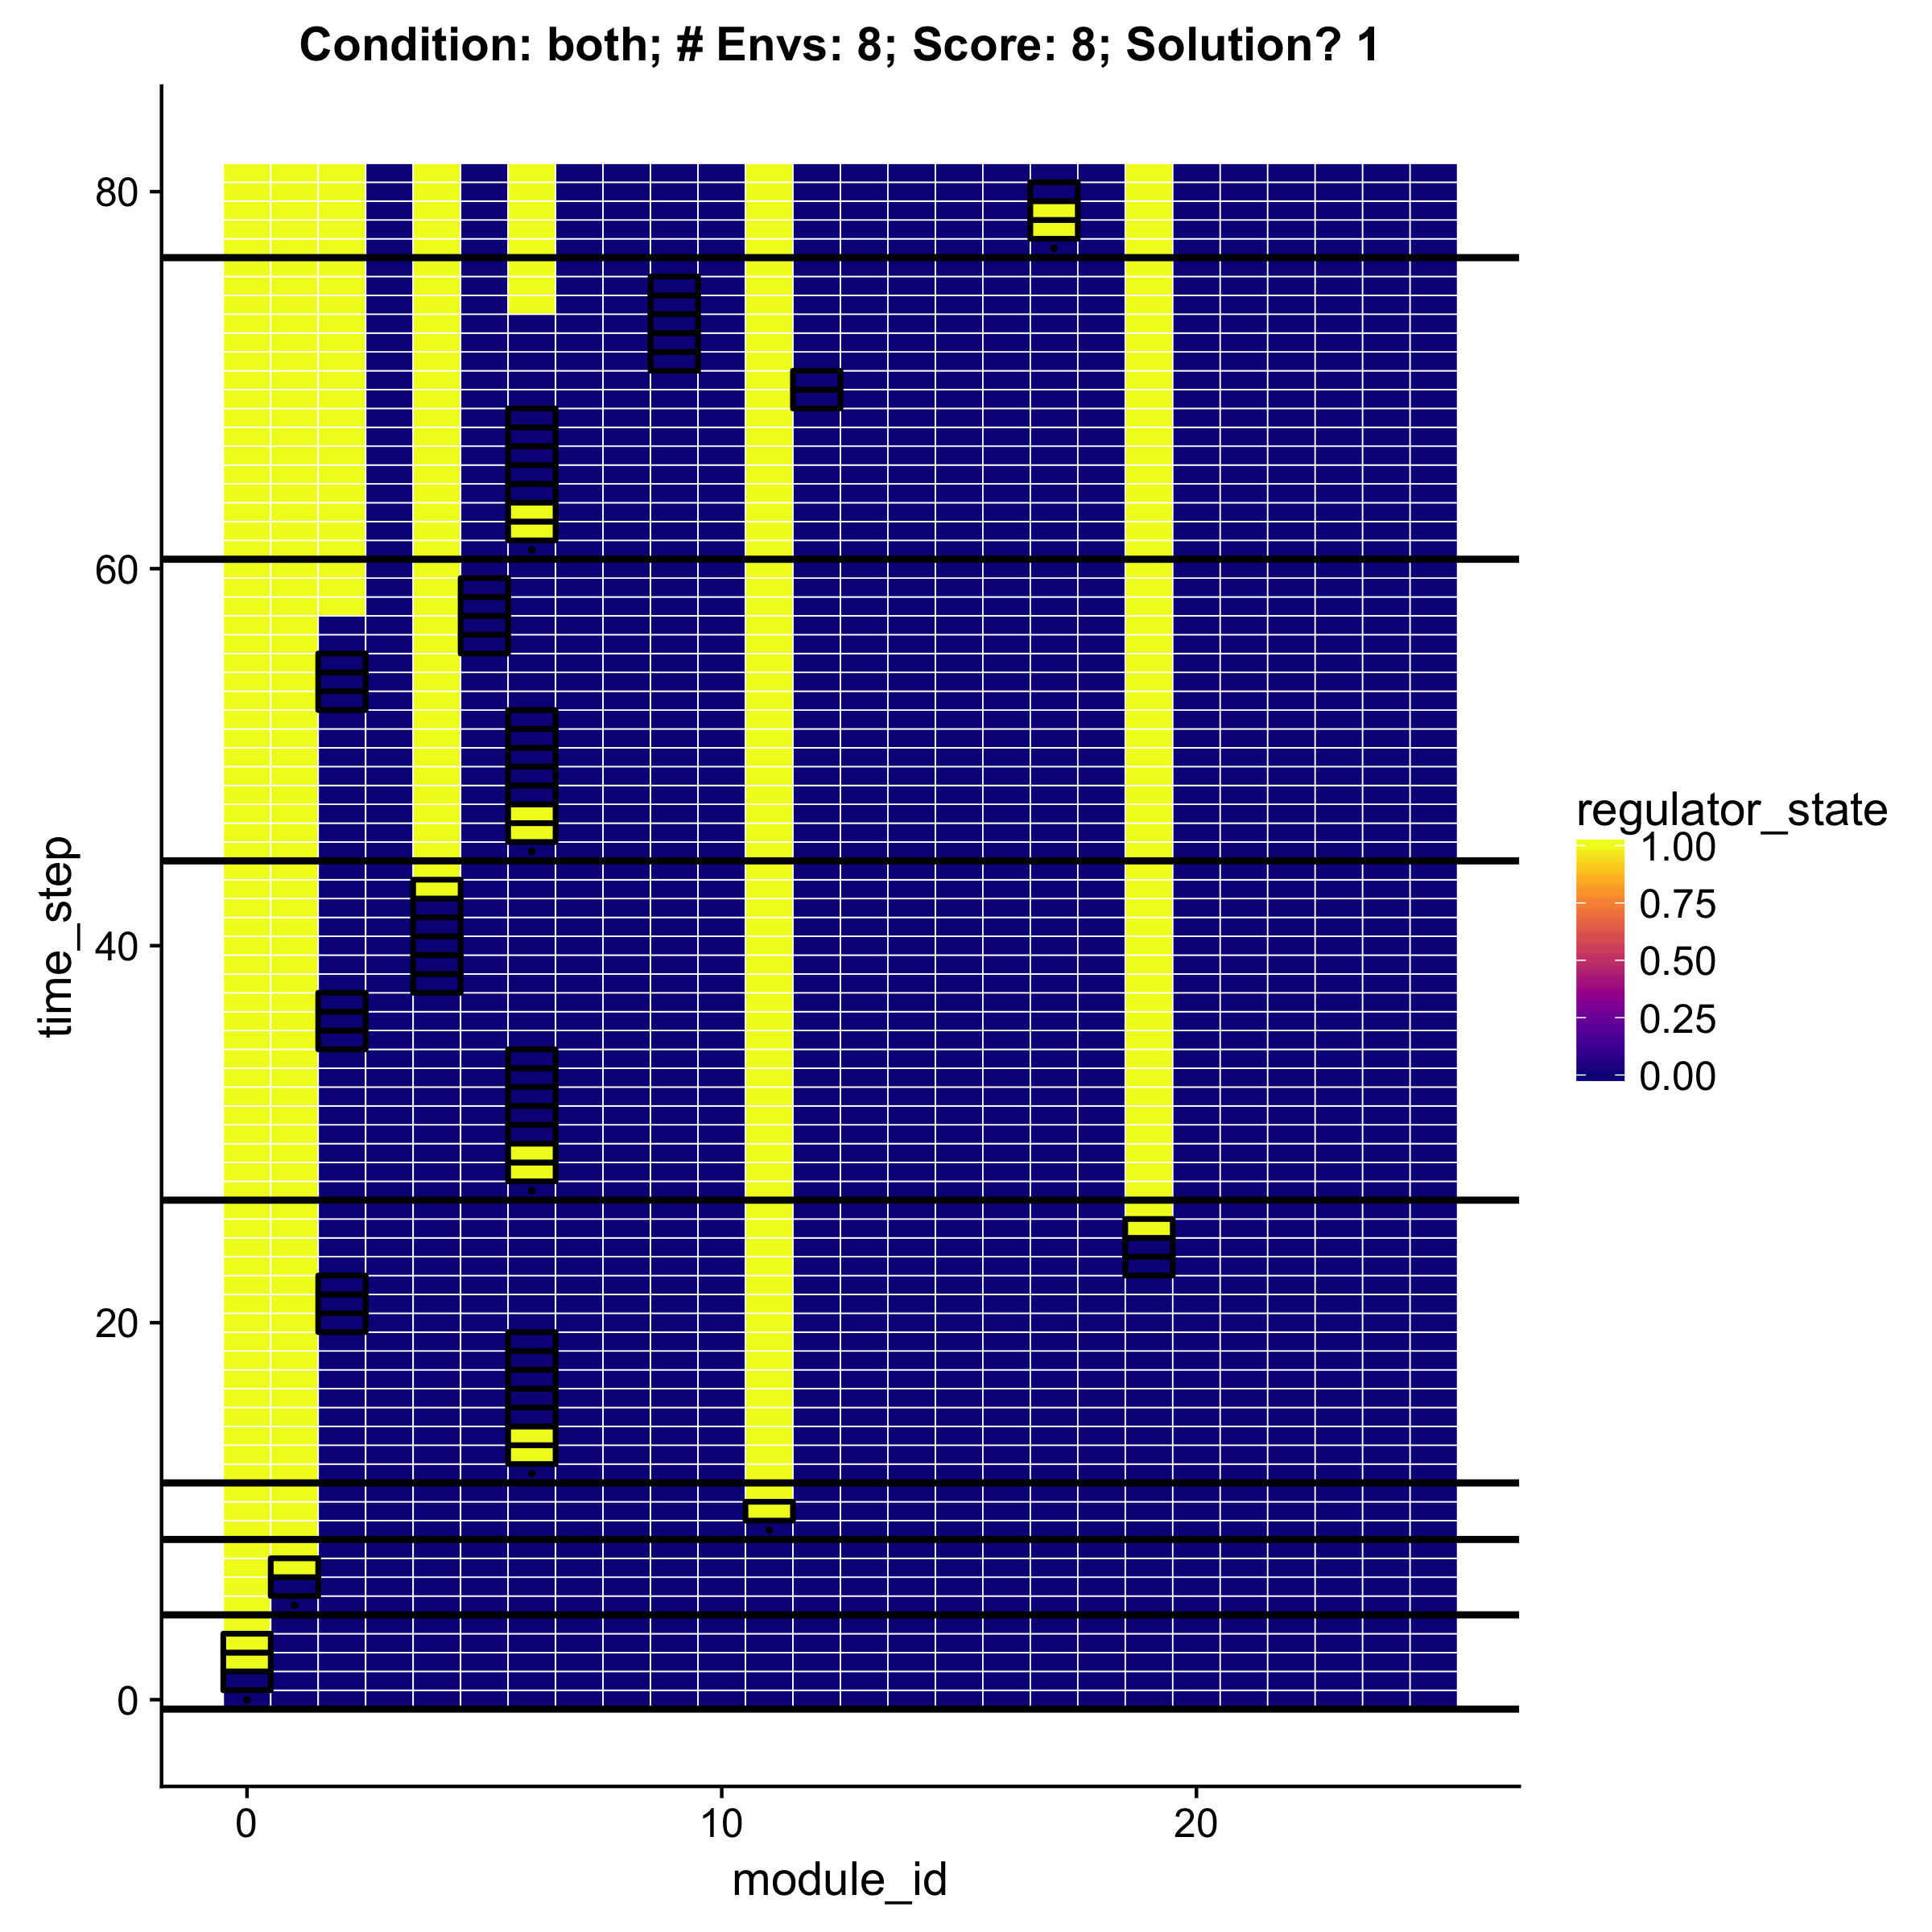 Condition: both; # Envs: 8; Score: 8; Solution? 1
80
60
40
20
0
time_step
0 10 20
module_id
regulator_state
1.00
0.75
0.50
0.25
0.00